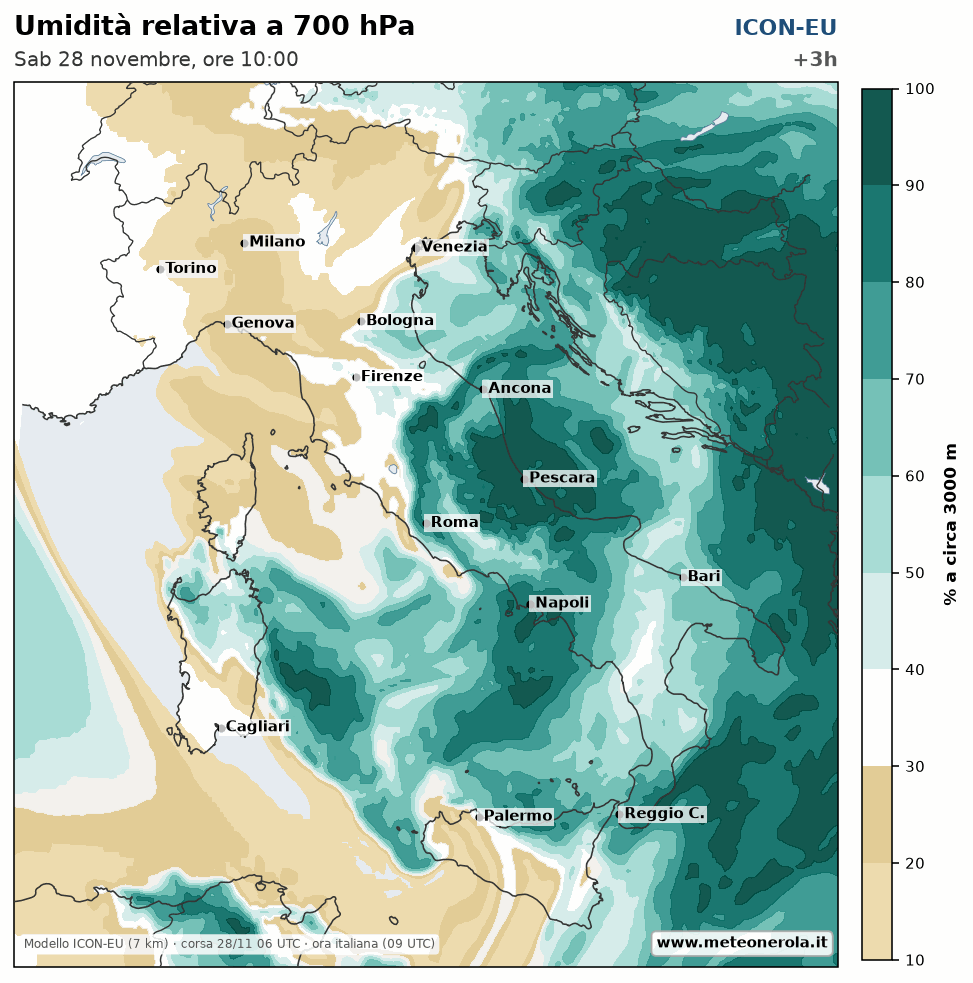 Umidità relativa a 700 hPa
ICON-EU
Sab 28 novembre, ore 10:00
+3h
100
90
80
70
60
50
40
30
20
10
% a circa 3000 m
Milano
Venezia
Torino
Genova
Bologna
Firenze
Ancona
Pescara
Roma
Bari
Napoli
Cagliari
Palermo
Reggio C.
Modello ICON-EU (7 km) · corsa 28/11 06 UTC · ora italiana (09 UTC)
www.meteonerola.it